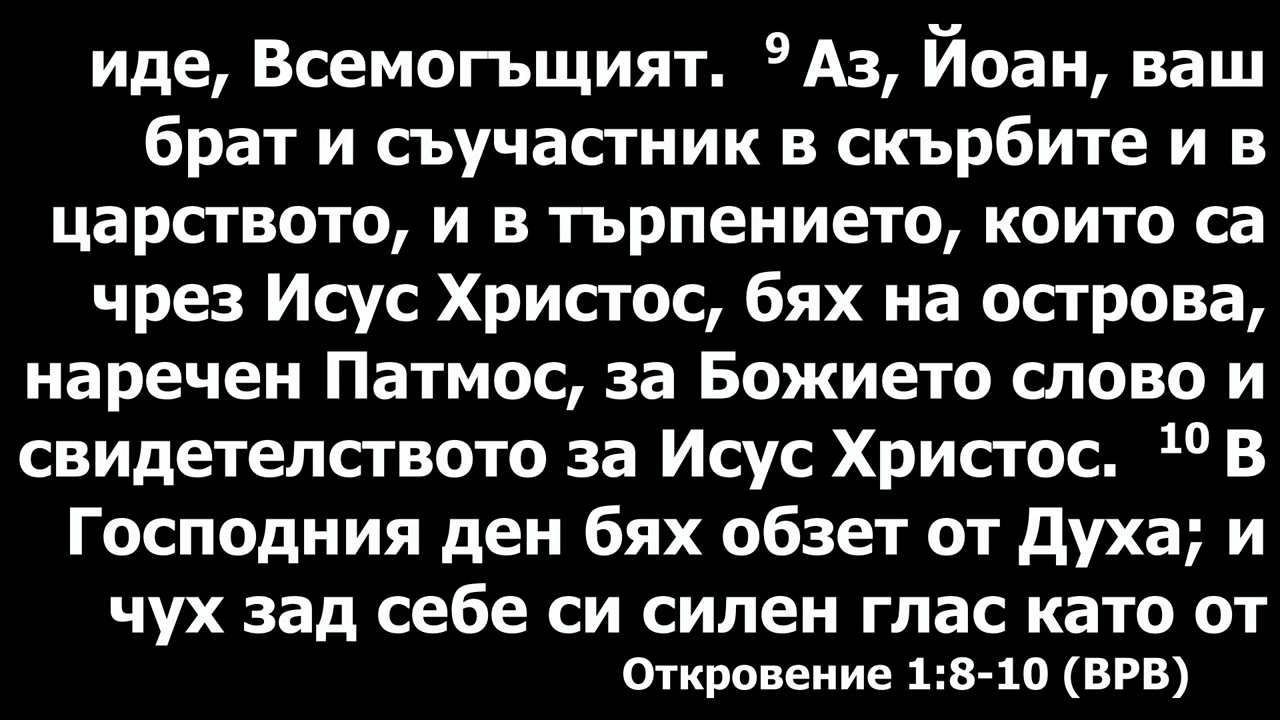 иде, Всемогъщият. 9 Аз, Йоан, ваш
брат и съучастник в скърбите и в
царството, и в търпението, които са
чрез Исус Христос, бях на острова,
наречен Патмос, за Божието слово и
свидетелството за Исус Христос. 10 В
Господния ден бях обзет от Духа; и
чух зад себе си силен глас като от
Откровение 1:8-10 (ВРВ)